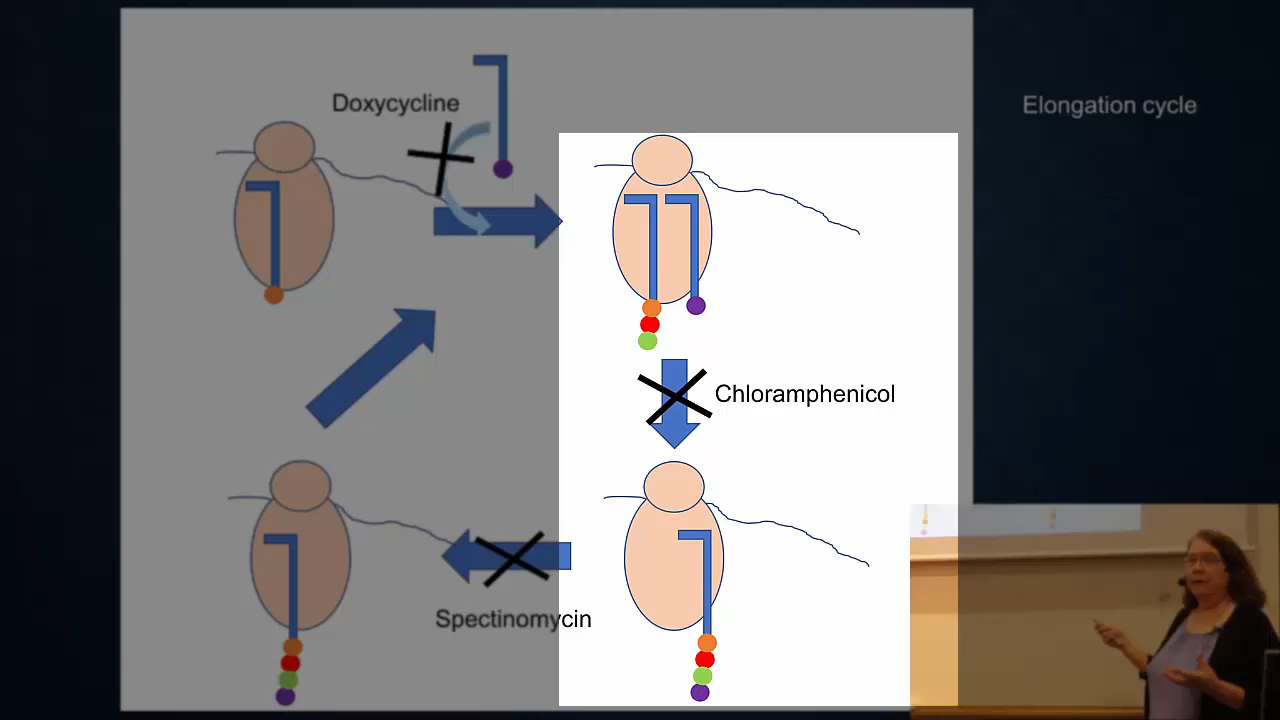 Doxycycline
Elongation cycle
Chloramphenicol
Spectinomycin